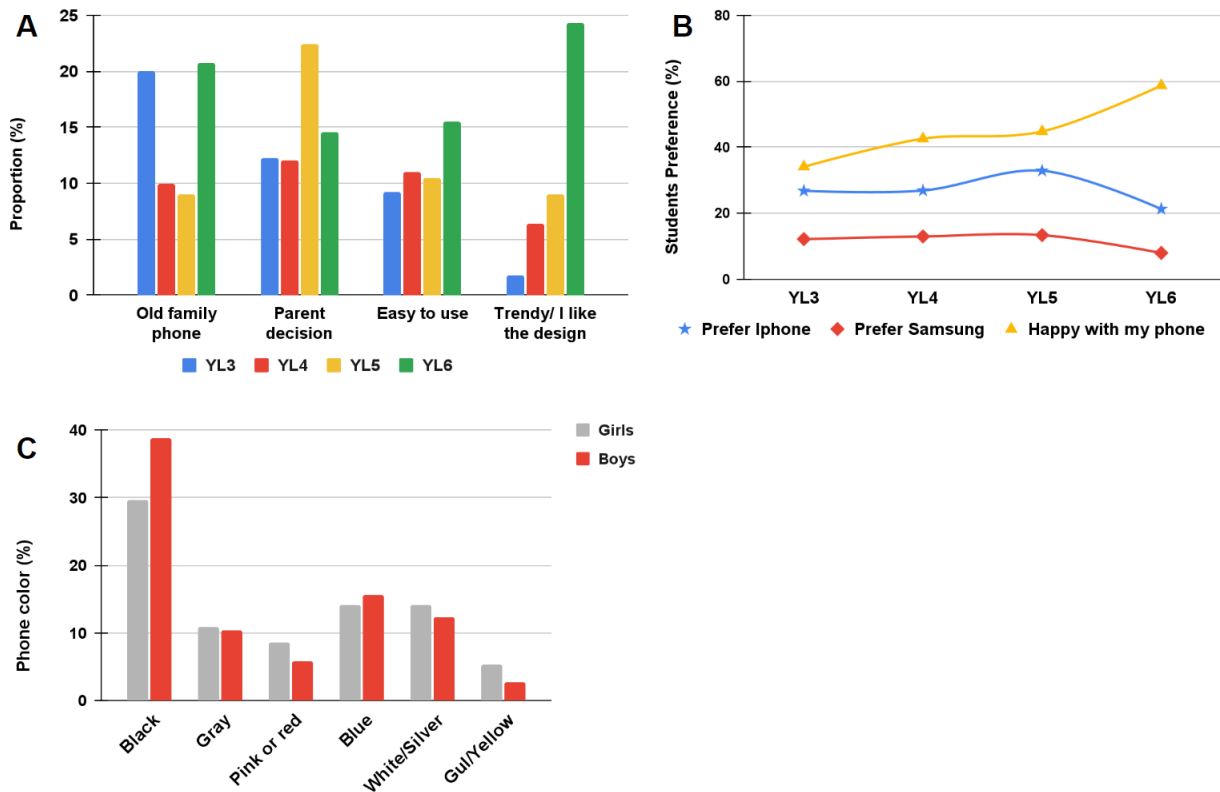 A
Proportion (%)
25
20
15
10
5
0
Old family phone
Parent decision
Easy to use
Trendy/ I like the design
YL3 YL4 YL5 YL6
B
Students Preference (%)
80
60
40
20
0
YL3 YL4 YL5 YL6
Prefer Iphone Prefer Samsung Happy with my phone
C
Phone color (%)
40
30
20
10
0
Black
Gray
Pink or red
Blue
White/Silver
Gul/Yellow
Girls
Boys